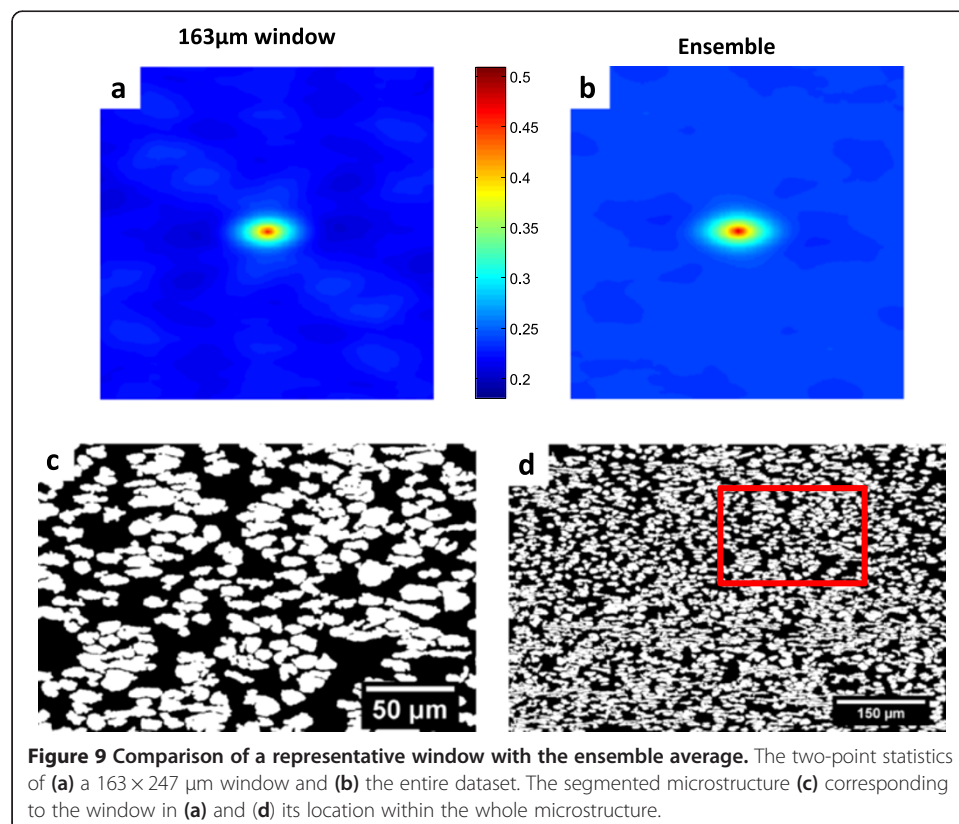 163μm window
Ensemble
a
b
0.5
0.45
0.4
0.35
0.3
0.25
0.2
c
d
50 μm
150 μm
Figure 9 Comparison of a representative window with the ensemble average. The two-point statistics
of (a) a 163 × 247 μm window and (b) the entire dataset. The segmented microstructure (c) corresponding
to the window in (a) and (d) its location within the whole microstructure.